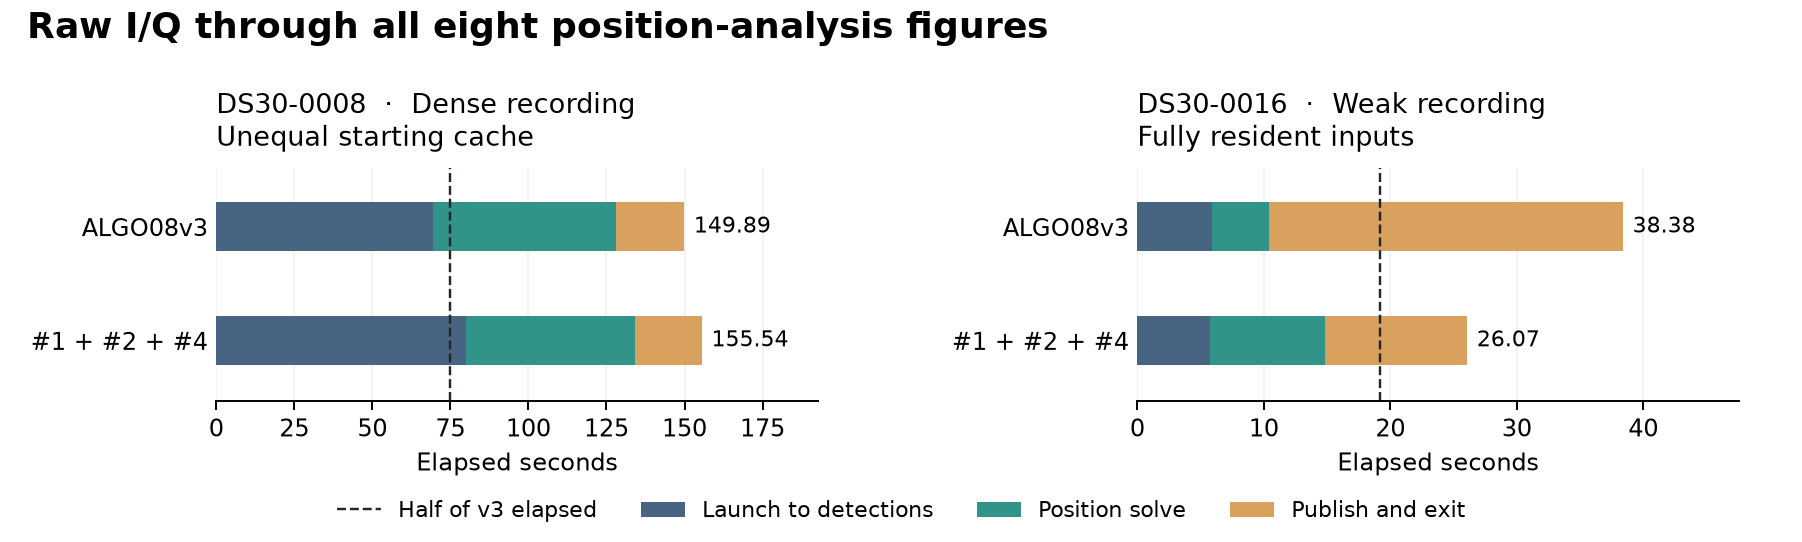 Raw I/Q through all eight position-analysis figures
DS30-0008 · Dense recording
Unequal starting cache
ALGO08v3
149.89
#1 + #2 + #4
155.54
0 25 50 75 100 125 150 175
Elapsed seconds
DS30-0016 · Weak recording
Fully resident inputs
ALGO08v3
38.38
#1 + #2 + #4
26.07
0 10 20 30 40
Elapsed seconds
Half of v3 elapsed Launch to detections Position solve Publish and exit